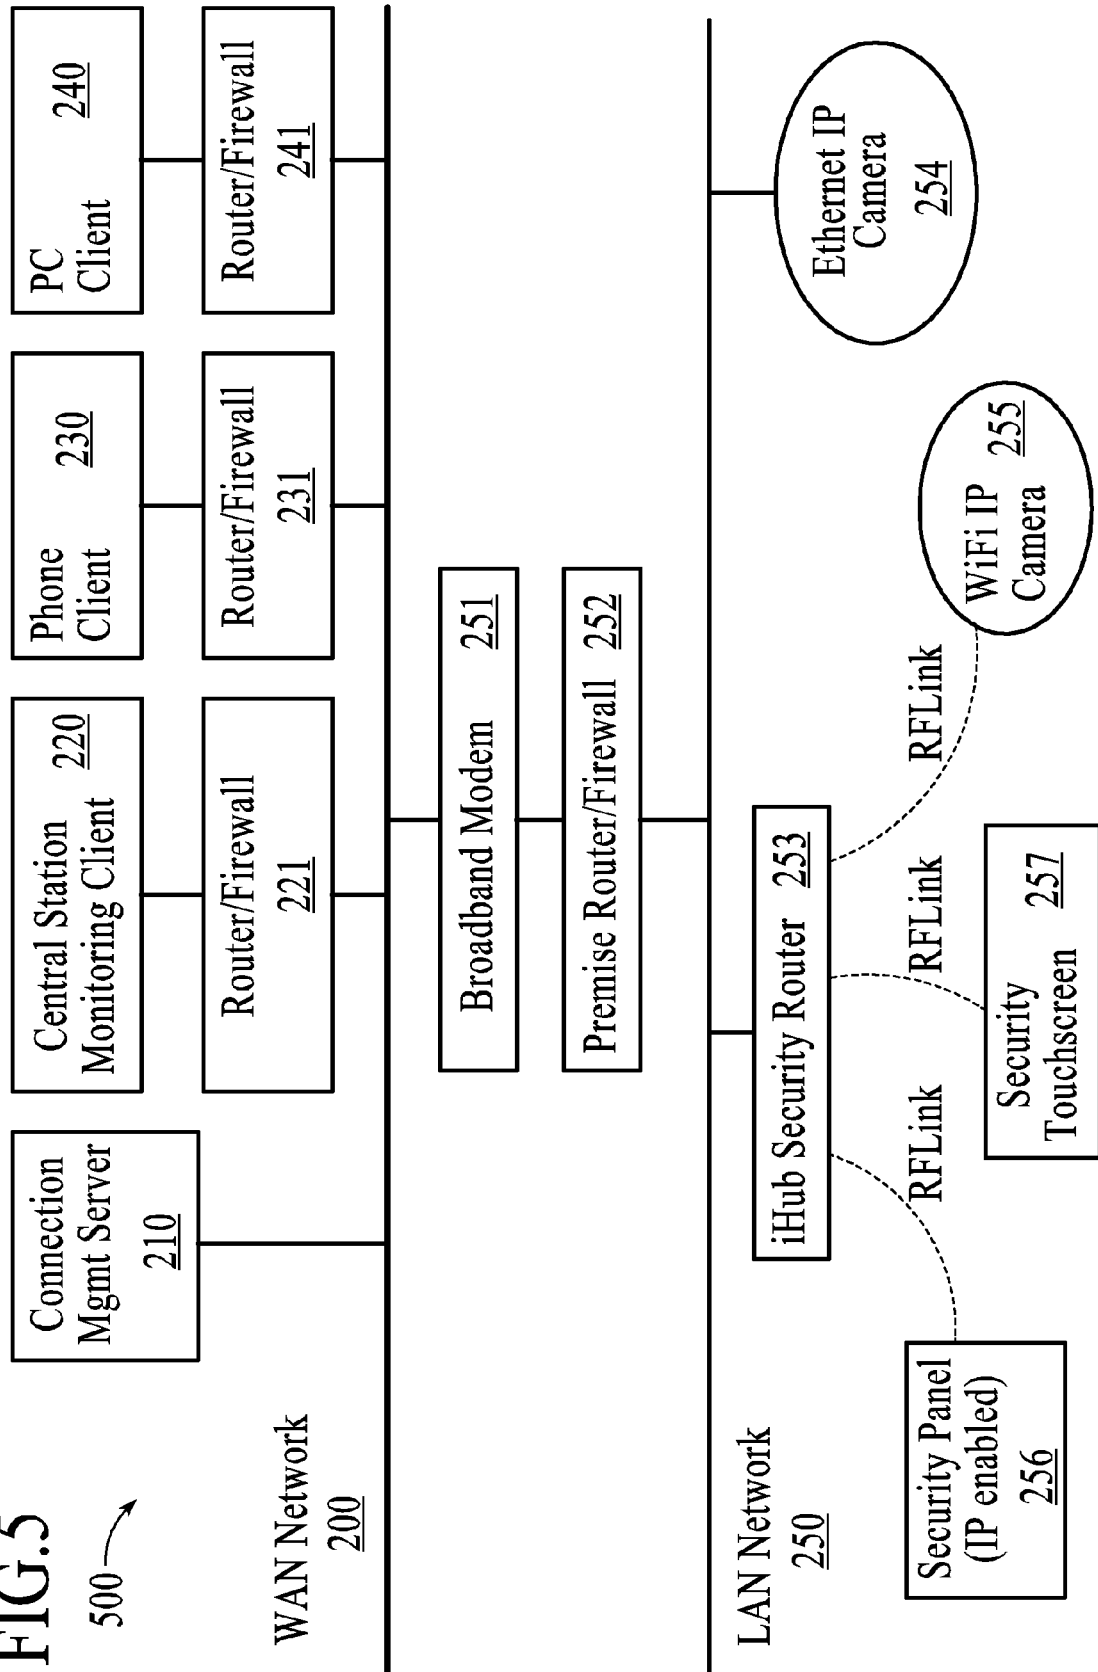 FIG.5
500
Connection
Mgmt Server
210
Central Station
Monitoring Client
220
Phone
Client
230
PC
Client
240
Router/Firewall
221
Router/Firewall
231
Router/Firewall
241
WAN Network
200
Broadband Modem 251
Premise Router/Firewall 252
LAN Network
250
iHub Security Router 253
Ethernet IP
Camera
254
RFLink
RFLink
RFLink
Security Panel
(IP enabled)
256
Security
Touchscreen
257
WiFi IP
Camera
255